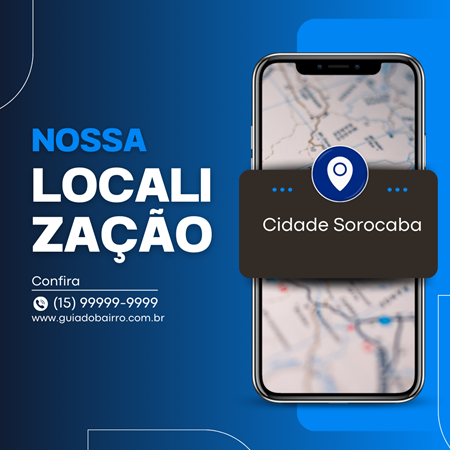 NOSSA
LOCALI
ZAÇÃO
Confira
(15) 99999-9999
www.guiadobairro.com.br
Cidade Sorocaba